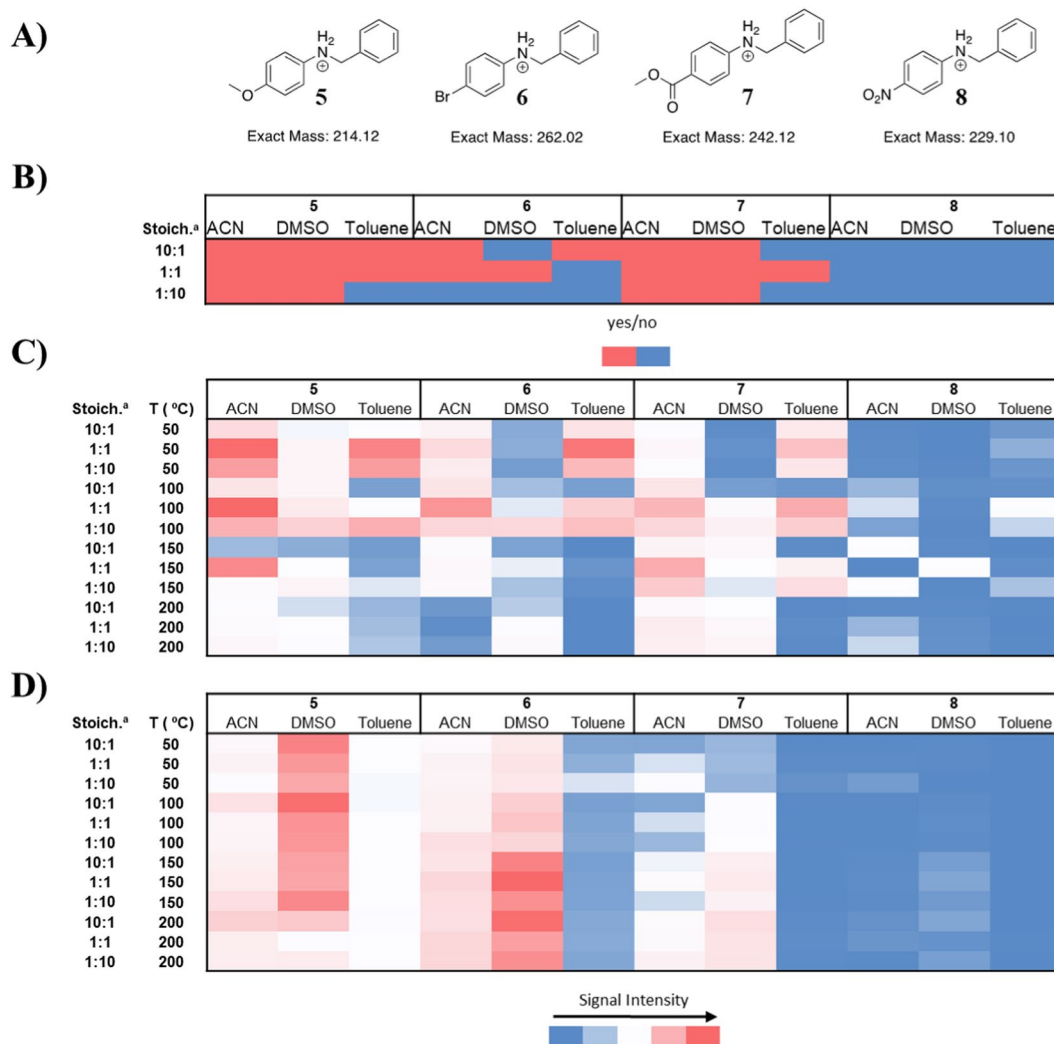 A)
H2 N + O 5
H2 N + Br 6
H2 N + O O 7
H2 N + O2N 8
Exact Mass: 214.12 Exact Mass: 262.02 Exact Mass: 242.12 Exact Mass: 229.10
B)
5 6 7 8
Stoich.a ACN DMSO Toluene ACN DMSO Toluene ACN DMSO Toluene ACN DMSO Toluene
10:1
1:1
1:10
yes/no
C)
5 6 7 8
Stoich.a T ( ºC) ACN DMSO Toluene ACN DMSO Toluene ACN DMSO Toluene ACN DMSO Toluene
10:1 50
1:1 50
1:10 50
10:1 100
1:1 100
1:10 100
10:1 150
1:1 150
1:10 150
10:1 200
1:1 200
1:10 200
D)
5 6 7 8
Stoich.a T ( ºC) ACN DMSO Toluene ACN DMSO Toluene ACN DMSO Toluene ACN DMSO Toluene
10:1 50
1:1 50
1:10 50
10:1 100
1:1 100
1:10 100
10:1 150
1:1 150
1:10 150
10:1 200
1:1 200
1:10 200
Signal Intensity